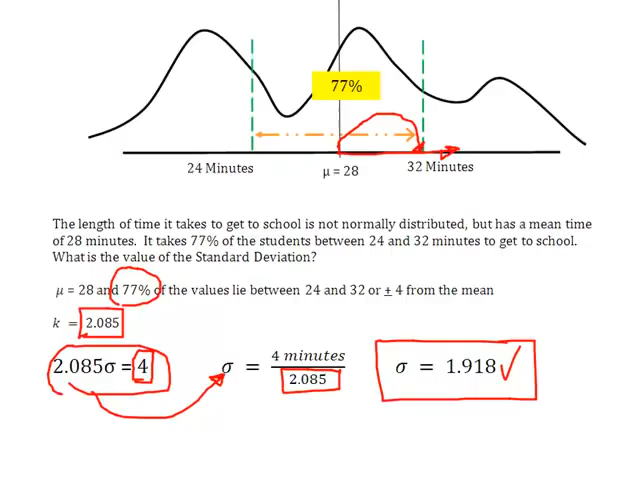 77%
24 Minutes
μ = 28
32 Minutes
The length of time it takes to get to school is not normally distributed, but has a mean time
of 28 minutes. It takes 77% of the students between 24 and 32 minutes to get to school.
What is the value of the Standard Deviation?
μ = 28 and 77% of the values lie between 24 and 32 or ± 4 from the mean
k = 2.085
2.085σ = 4
σ = 4 minutes / 2.085
σ = 1.918